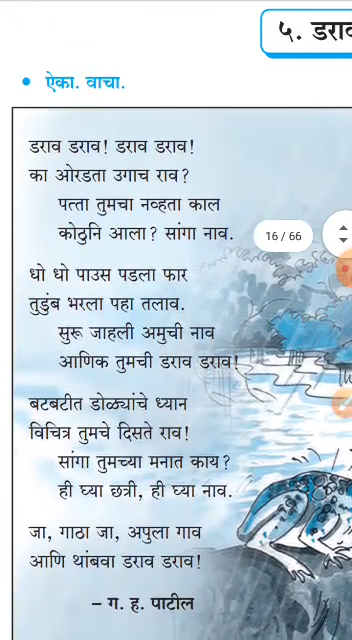 ५. डराव
• ऐका. वाचा.
डराव डराव! डराव डराव!
का ओरडता उगाच राव?
पत्ता तुमचा नव्हता काल
कोठुनि आला? सांगा नाव.
16 / 66
धो धो पाउस पडला फार
तुडुंब भरला पहा तलाव.
सुरू जाहली अमुची नाव
आणिक तुमची डराव डराव!
बटबटीत डोळ्यांचे ध्यान
विचित्र तुमचे दिसते राव!
सांगा तुमच्या मनात काय?
ही घ्या छत्री, ही घ्या नाव.
जा, गाठा जा, अपुला गाव
आणि थांबवा डराव डराव!
– ग. ह. पाटील